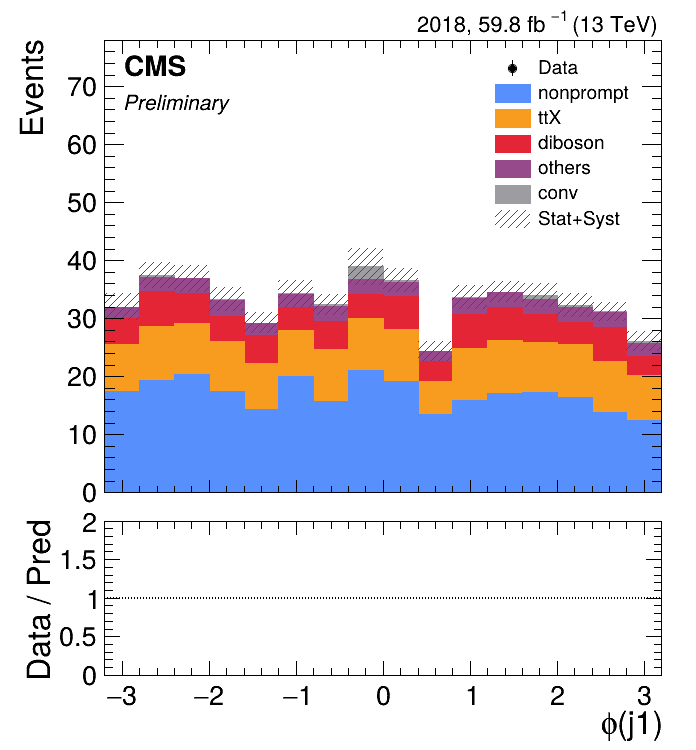 2018, 59.8 fb⁻¹ (13 TeV)
Events
CMS
Preliminary
Data
nonprompt
ttX
diboson
others
conv
Stat+Syst
70
60
50
40
30
20
10
0
Data / Pred
2
1.5
1
0.5
0
−3 −2 −1 0 1 2 3
ϕ(j1)